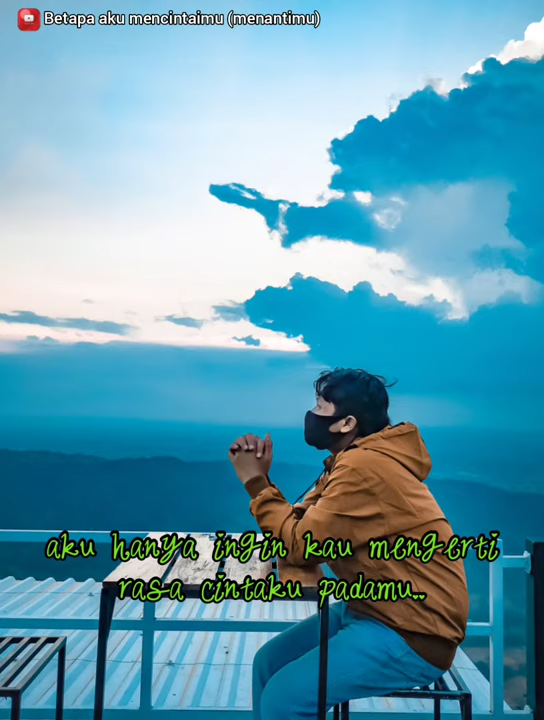 Betapa aku mencintaimu (menantimu)
aku hanya ingin kau mengerti
rasa cintaku padamu..